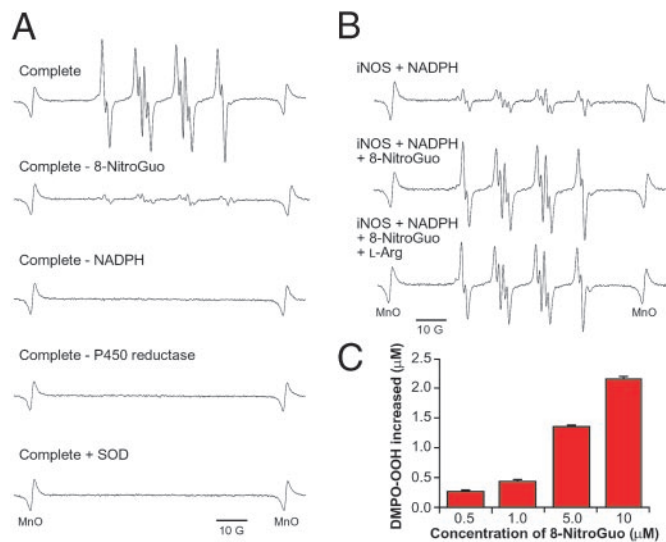 A
Complete
Complete - 8-NitroGuo
Complete - NADPH
Complete - P450 reductase
Complete + SOD
MnO
10 G
MnO
B
iNOS + NADPH
iNOS + NADPH
+ 8-NitroGuo
iNOS + NADPH
+ 8-NitroGuo
+ L-Arg
MnO
10 G
MnO
C
DMPO-OOH increased (μM)
2.5
2.0
1.5
1.0
0.5
0.0
0.5 1.0 5.0 10
Concentration of 8-NitroGuo (μM)